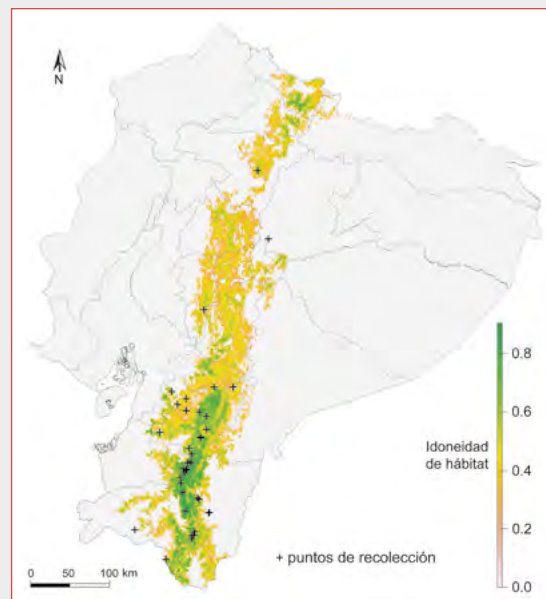 N
0.8
0.6
Idoneidad
de hábitat
0.4
0.2
0.0
+ puntos de recolección
0 50 100 km